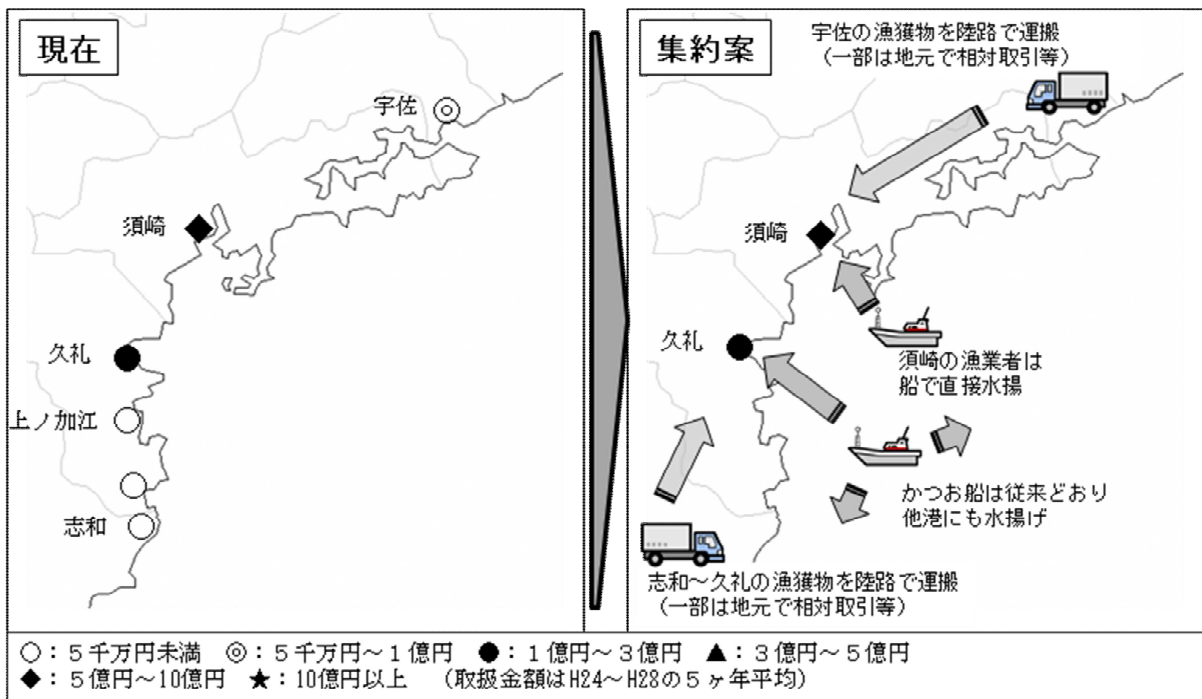 現在
宇佐
須崎
久礼
上ノ加江
志和
集約案
宇佐の漁獲物を陸路で運搬
（一部は地元で相対取引等）
須崎
久礼
須崎の漁業者は
船で直接水揚
かつお船は従来どおり
他港にも水揚げ
志和～久礼の漁獲物を陸路で運搬
（一部は地元で相対取引等）
○：５千万円未満　◎：５千万円～１億円　●：１億円～３億円　▲：３億円～５億円
◆：５億円～10億円　★：10億円以上　（取扱金額はH24～H28の５ヶ年平均）